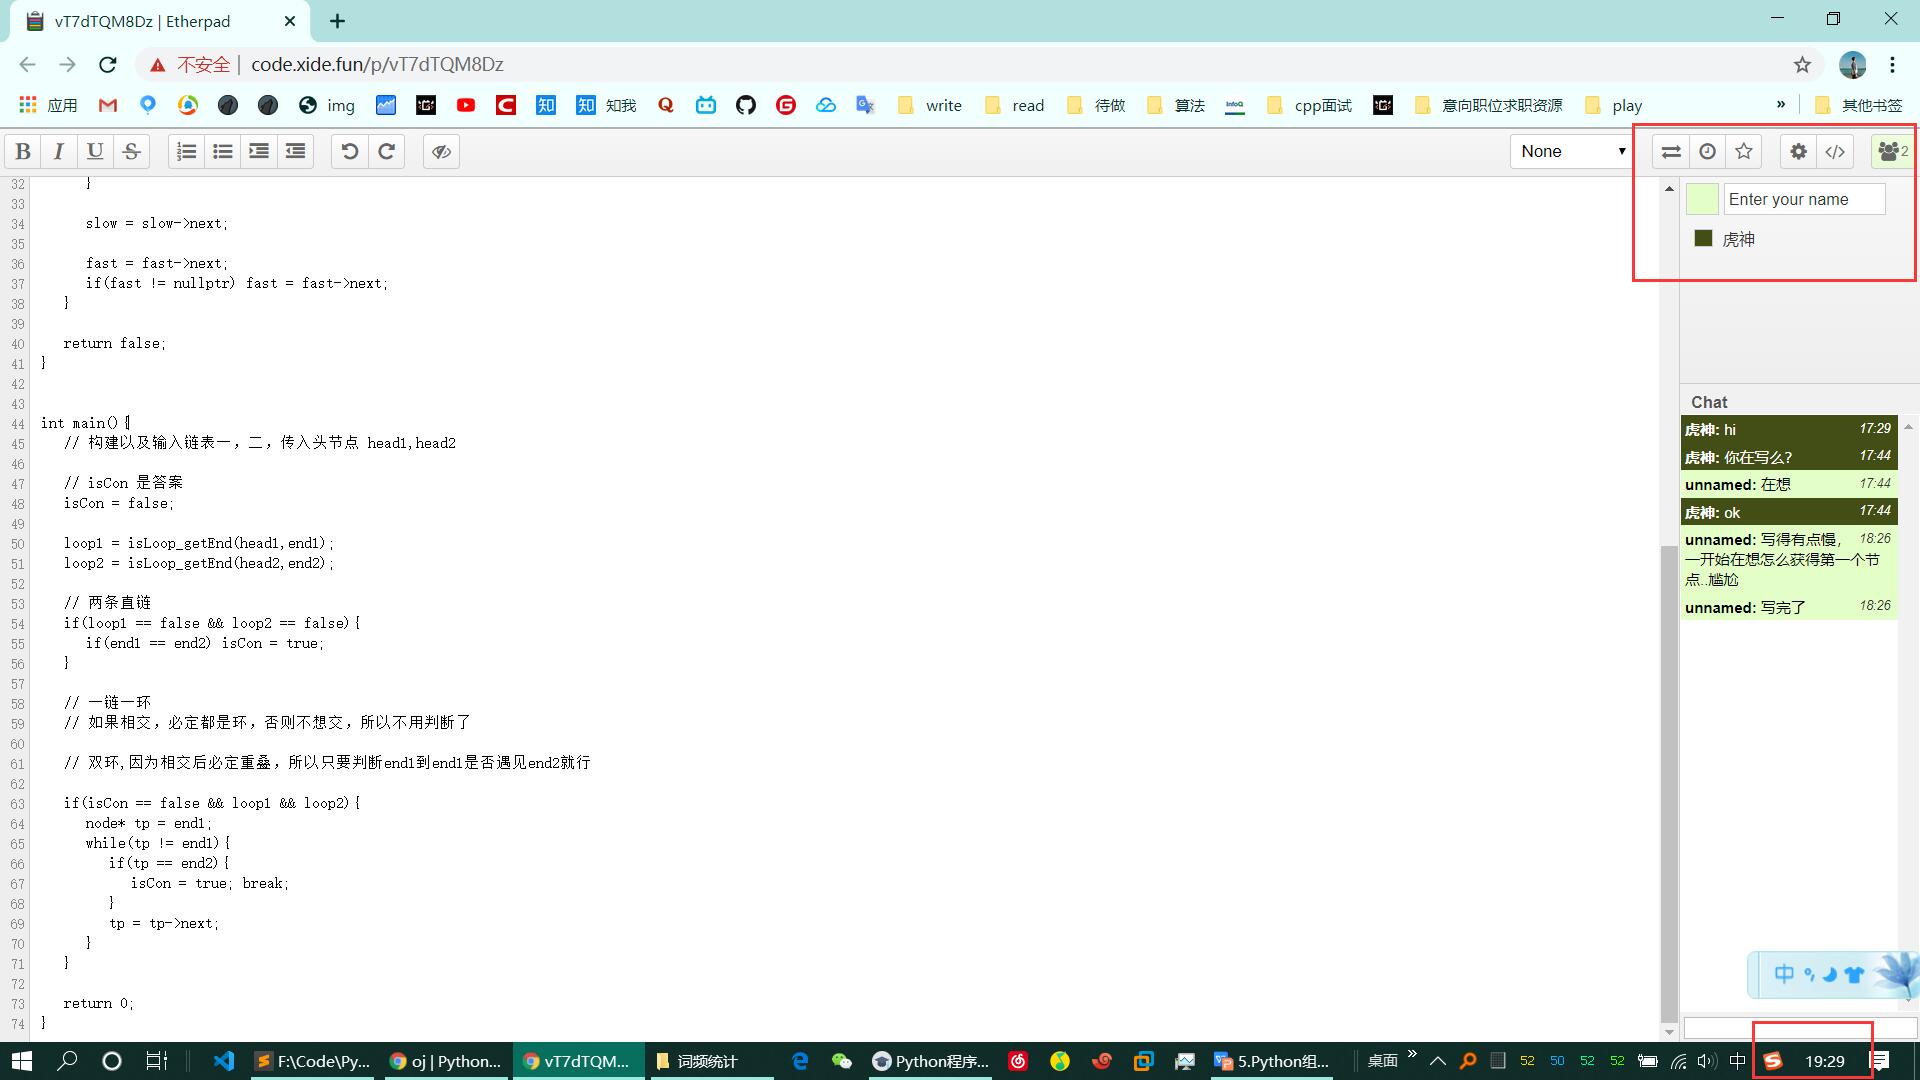 vT7dTQM8Dz | Etherpad
不安全 | code.xide.fun/p/vT7dTQM8Dz
应用 img 知 知 知我 write read 待做 InfoQ 算法 cpp面试 意向职位求职资源 play » 其他书签
B I U S None 2
32 }
33
34 slow = slow->next;
35
36 fast = fast->next;
37 if(fast != nullptr) fast = fast->next;
38 }
39
40 return false;
41 }
42
43
44 int main(){
45 // 构建以及输入链表一，二，传入头节点 head1,head2
46
47 // isCon 是答案
48 isCon = false;
49
50 loop1 = isLoop_getEnd(head1,end1);
51 loop2 = isLoop_getEnd(head2,end2);
52
53 // 两条直链
54 if(loop1 == false && loop2 == false){
55 if(end1 == end2) isCon = true;
56 }
57
58 // 一链一环
59 // 如果相交，必定都是环，否则不想交，所以不用判断了
60
61 // 双环,因为相交后必定重叠，所以只要判断end1到end1是否遇见end2就行
62
63 if(isCon == false && loop1 && loop2){
64 node* tp = end1;
65 while(tp != end1){
66 if(tp == end2){
67 isCon = true; break;
68 }
69 tp = tp->next;
70 }
71 }
72
73 return 0;
74 }
Enter your name
虎神
Chat
虎神: hi 17:29
虎神: 你在写么? 17:44
unnamed: 在想 17:44
虎神: ok 17:44
unnamed: 写得有点慢， 18:26
一开始在想怎么获得第一个节
点..尴尬
unnamed: 写完了 18:26
中
F:\Code\Py... oj | Python... vT7dTQM... 词频统计 Python程序... 5.Python组... 桌面 » 52 50 52 52 中 19:29